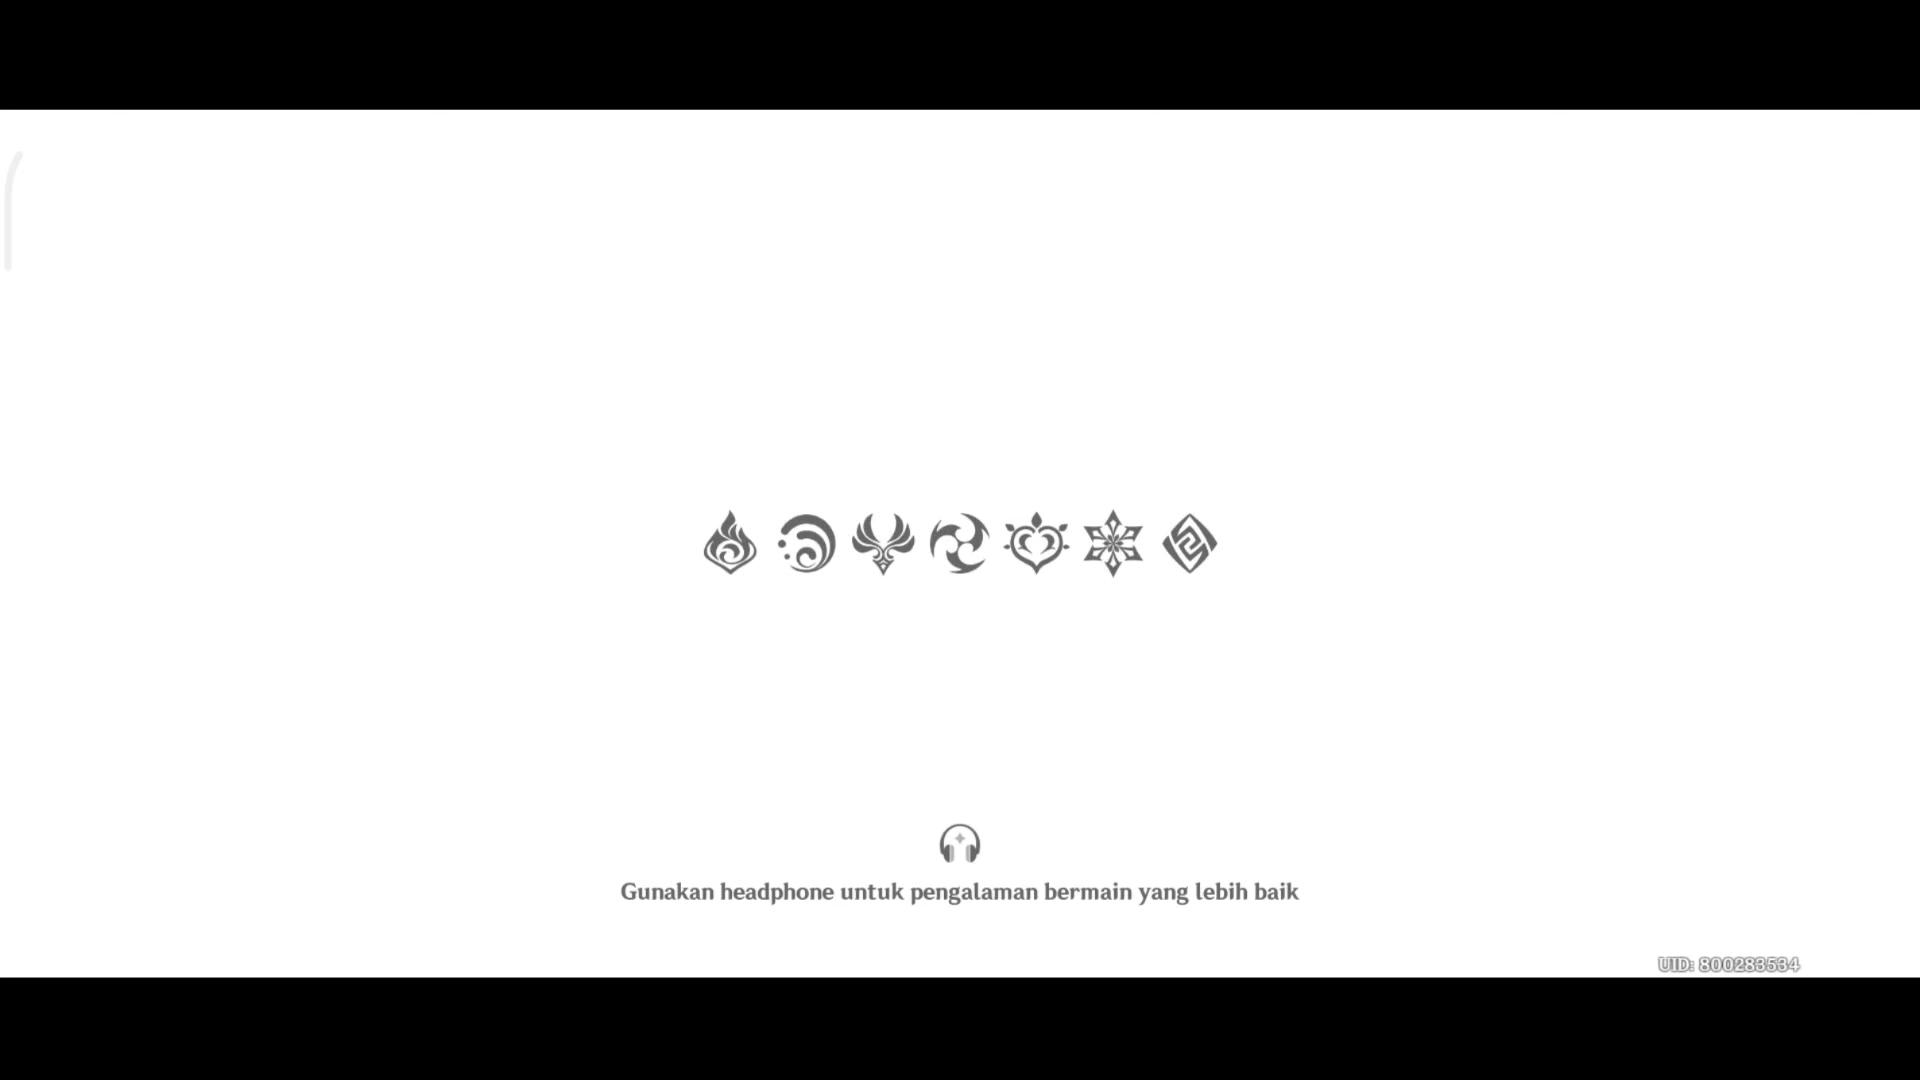 Gunakan headphone untuk pengalaman bermain yang lebih baik
UID: 800283534